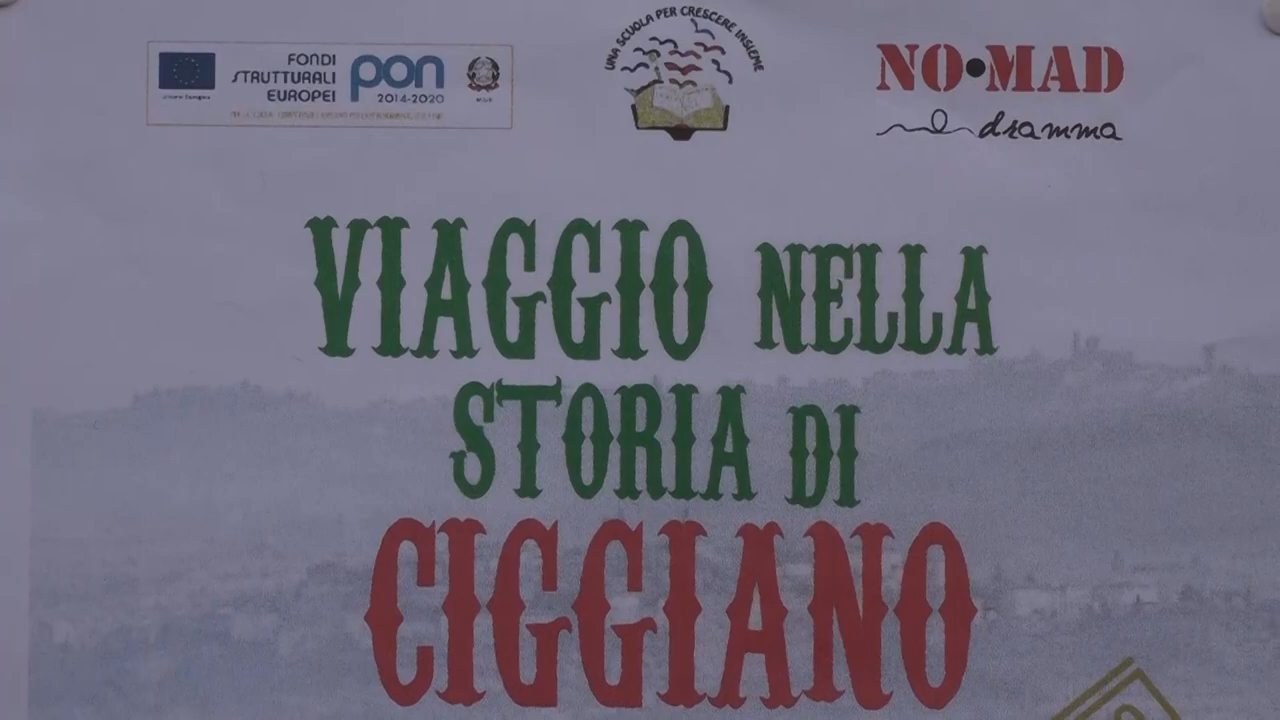 FONDI
STRUTTURALI
EUROPEI
pon
2014-2020
UNA SCUOLA PER CRESCERE INSIEME
NO•MAD
dramma
VIAGGIO NELLA
STORIA DI
CIGGIANO